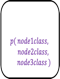 p( node1class,
node2class,
node3class )